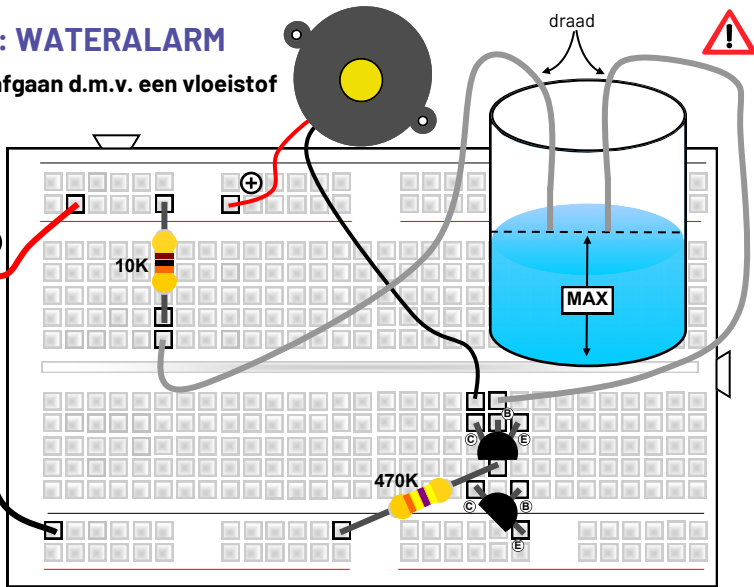 : WATERALARM
afgaan d.m.v. een vloeistof
draad
10K
MAX
B
C
E
470K
C
B
E